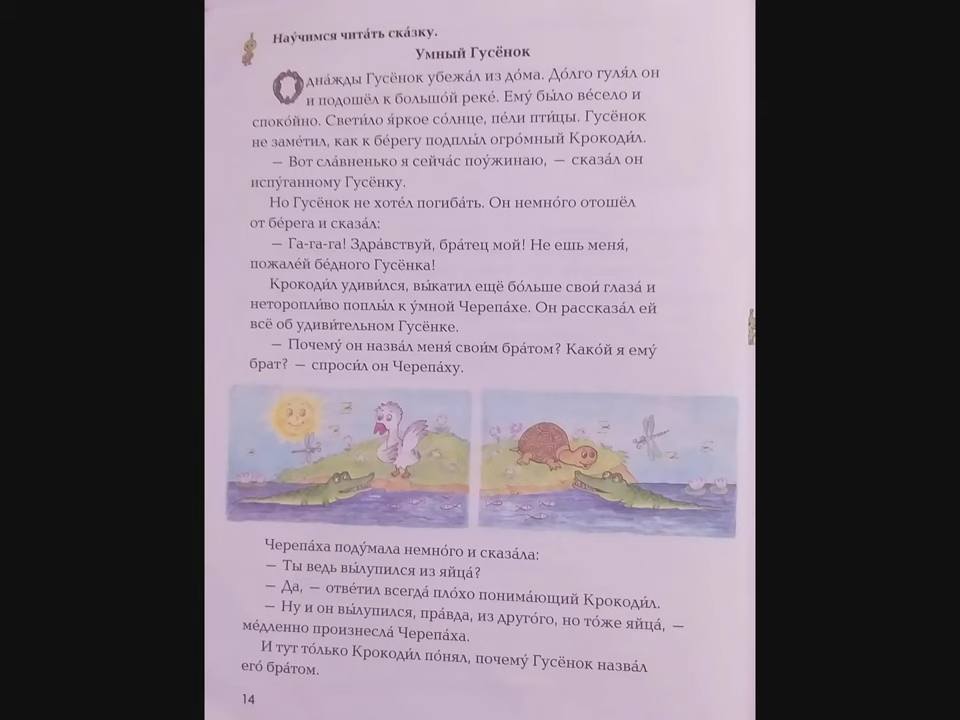 Нау́чимся чита́ть ска́зку.
Умный Гусёнок
Одна́жды Гусёнок убежа́л из до́ма. До́лго гуля́л он
и подошёл к большо́й реке́. Ему́ бы́ло ве́село и
споко́йно. Свети́ло я́ркое со́лнце, пе́ли пти́цы. Гусёнок
не заме́тил, как к бе́регу подплы́л огро́мный Крокоди́л.
— Вот сла́вненько я сейча́с поу́жинаю, — сказа́л он
испу́ганному Гусёнку.
Но Гусёнок не хоте́л погиба́ть. Он немно́го отошёл
от бе́рега и сказа́л:
— Га-га-га! Здра́вствуй, бра́тец мой! Не ешь меня́,
пожале́й бе́дного Гусёнка!
Крокоди́л удиви́лся, вы́катил ещё бо́льше свои́ глаза́ и
неторопли́во поплы́л к у́мной Черепа́хе. Он рассказа́л ей
всё об удиви́тельном Гусёнке.
— Почему́ он назва́л меня́ свои́м бра́том? Како́й я ему́
брат? — спроси́л он Черепа́ху.
Черепа́ха поду́мала немно́го и сказа́ла:
— Ты ведь вы́лупился из яйца́?
— Да, — отве́тил всегда́ пло́хо понима́ющий Крокоди́л.
— Ну и он вы́лупился, пра́вда, из друго́го, но то́же яйца́, —
ме́дленно произнесла́ Черепа́ха.
И тут то́лько Крокоди́л по́нял, почему́ Гусёнок назва́л
его́ бра́том.
14